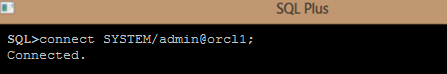 SQL Plus
SQL>connect SYSTEM/admin@orcl1;
Connected.